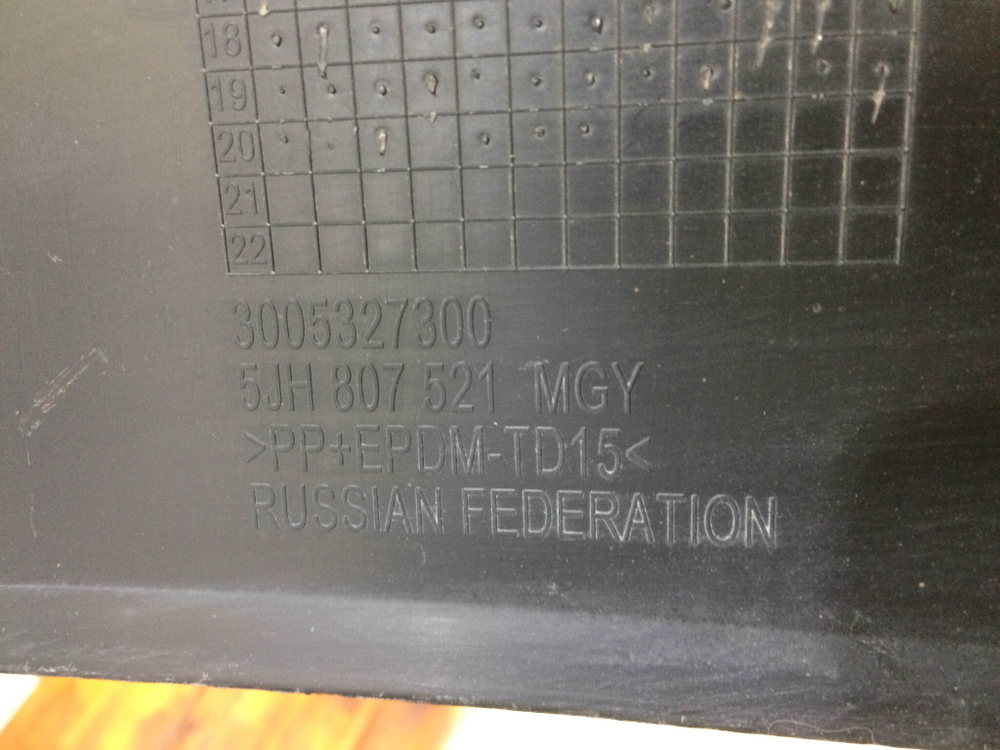 18
19
20
21
22
3005327300
5JH 807 521 MGY
>PP+EPDM-TD15<
RUSSIAN FEDERATION